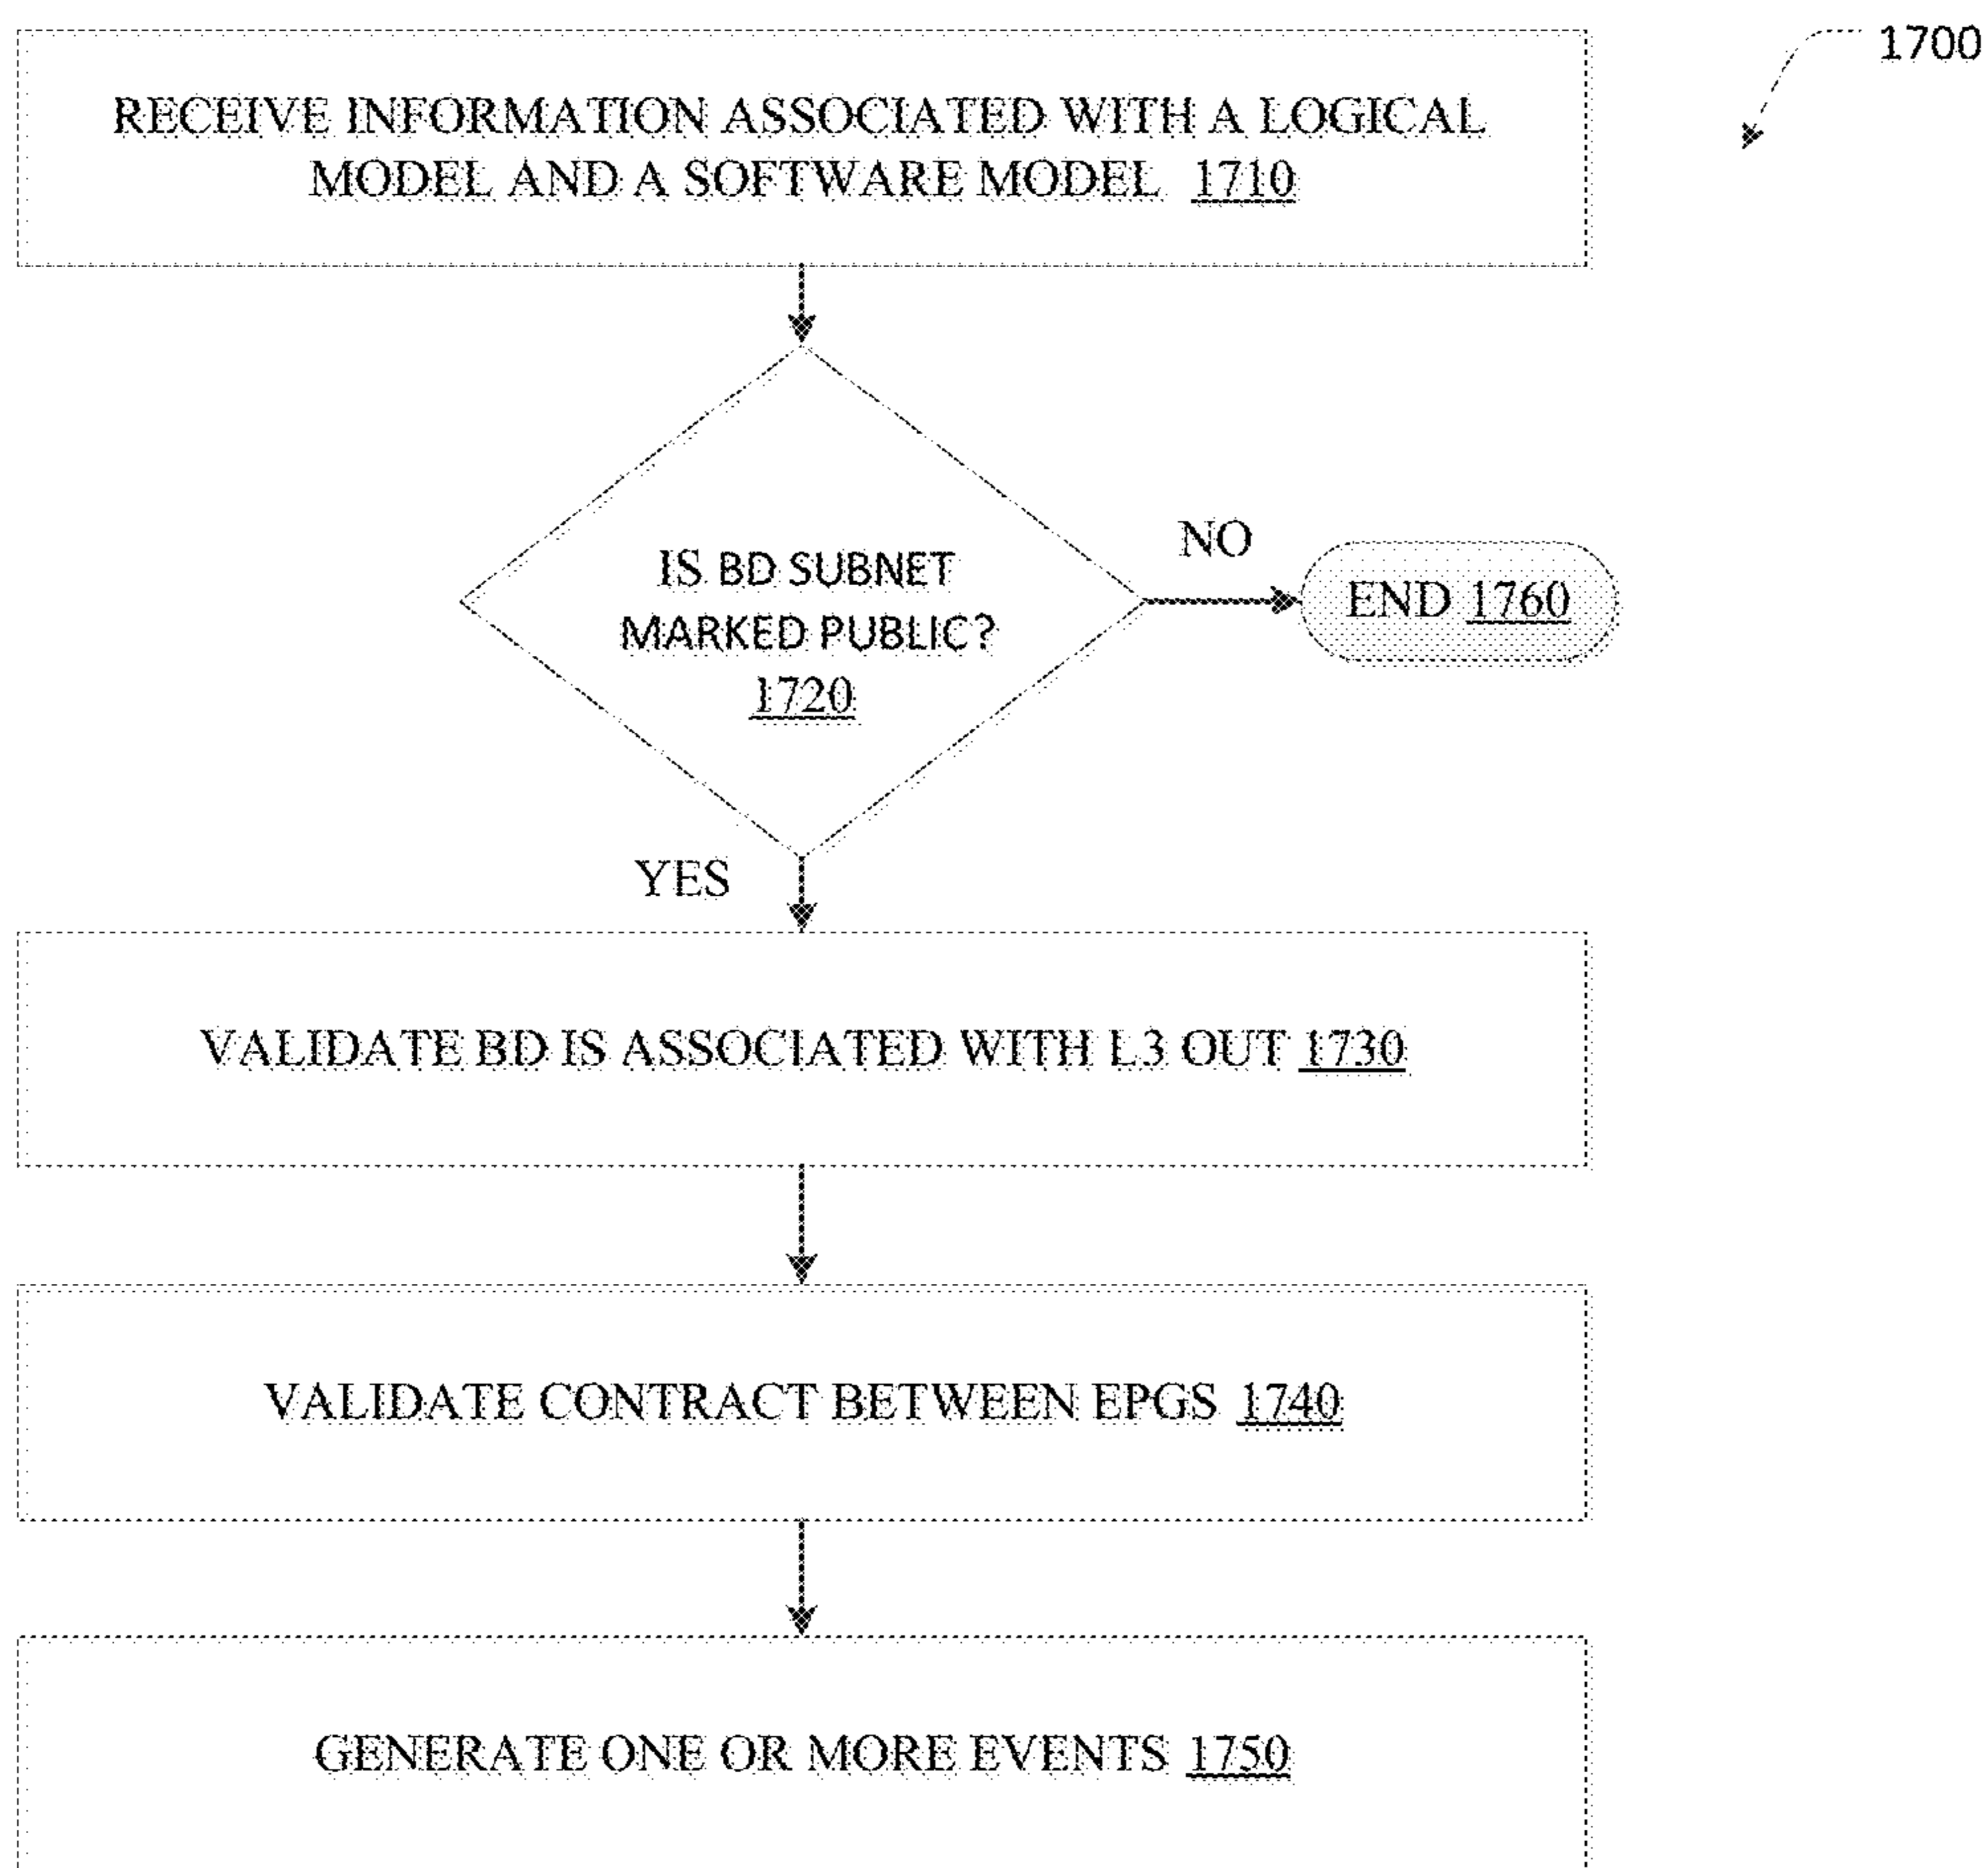 1700
RECEIVE INFORMATION ASSOCIATED WITH A LOGICAL
MODEL AND A SOFTWARE MODEL 1710
IS BD SUBNET
MARKED PUBLIC?
1720
NO
END 1760
YES
VALIDATE BD IS ASSOCIATED WITH L3 OUT 1730
VALIDATE CONTRACT BETWEEN EPGS 1740
GENERATE ONE OR MORE EVENTS 1750